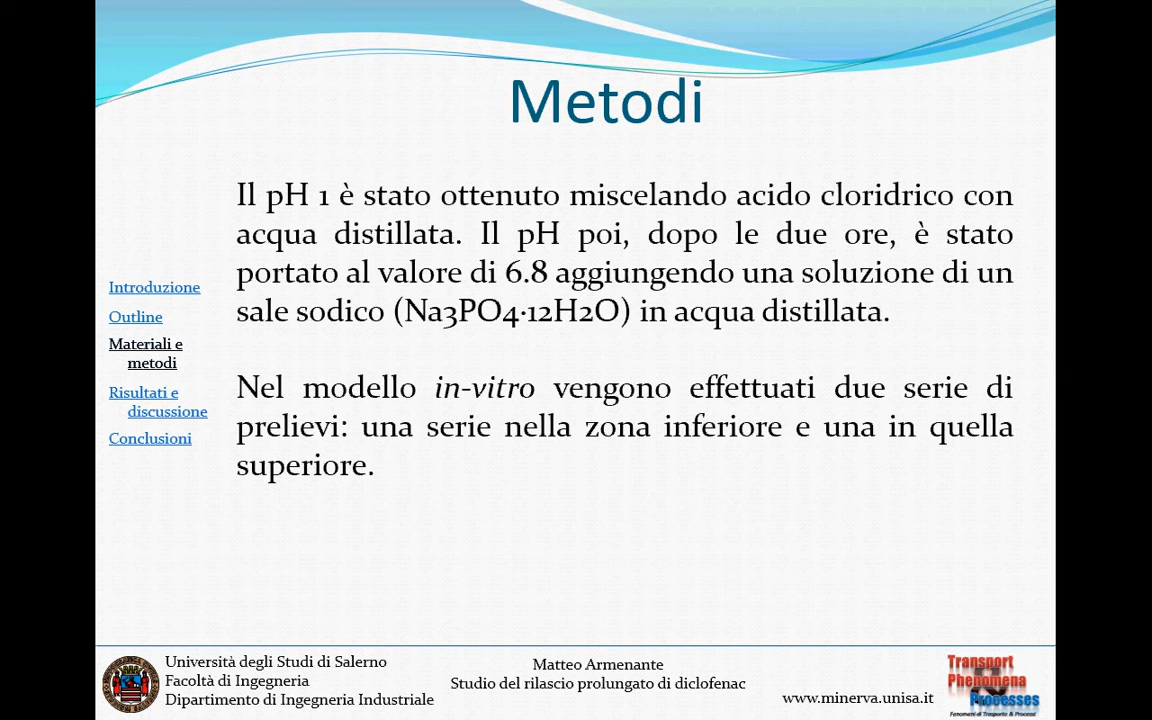 Metodi
Il pH 1 è stato ottenuto miscelando acido cloridrico con
acqua distillata. Il pH poi, dopo le due ore, è stato
portato al valore di 6.8 aggiungendo una soluzione di un
sale sodico (Na3PO4·12H2O) in acqua distillata.
Nel modello in-vitro vengono effettuati due serie di
prelievi: una serie nella zona inferiore e una in quella
superiore.
Introduzione
Outline
Materiali e
metodi
Risultati e
discussione
Conclusioni
Università degli Studi di Salerno
Facoltà di Ingegneria
Dipartimento di Ingegneria Industriale
Matteo Armenante
Studio del rilascio prolungato di diclofenac
www.minerva.unisa.it
Transport
Phenomena
&
Processes
Fenomeni di Trasporto & Processi